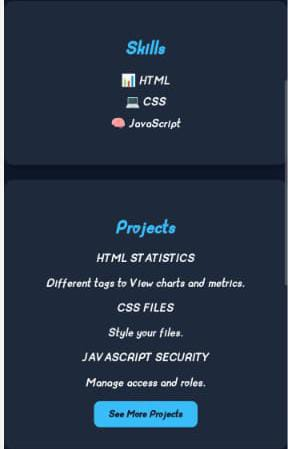 Skills
📊 HTML
💻 CSS
🧠 JavaScript
Projects
HTML STATISTICS
Different tags to View charts and metrics.
CSS FILES
Style your files.
JAVASCRIPT SECURITY
Manage access and roles.
See More Projects